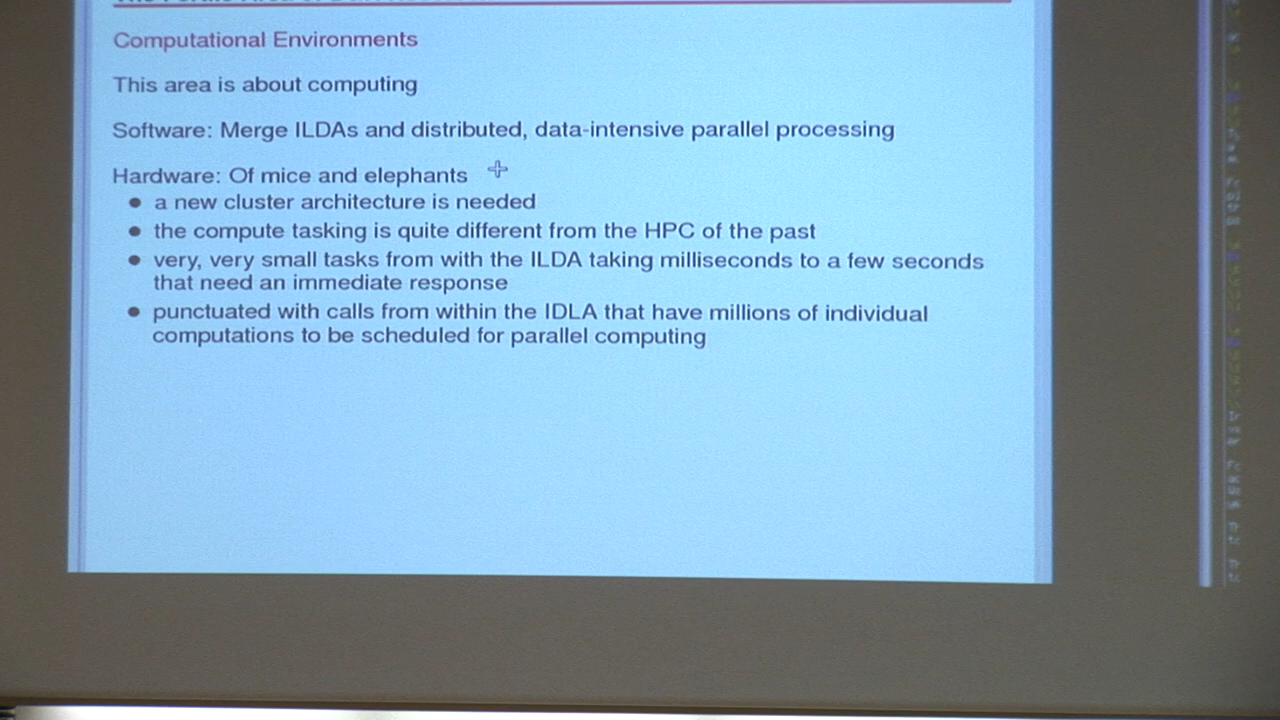 Computational Environments
This area is about computing
Software: Merge ILDAs and distributed, data-intensive parallel processing
Hardware: Of mice and elephants
● a new cluster architecture is needed
● the compute tasking is quite different from the HPC of the past
● very, very small tasks from with the ILDA taking milliseconds to a few seconds
that need an immediate response
● punctuated with calls from within the IDLA that have millions of individual
computations to be scheduled for parallel computing